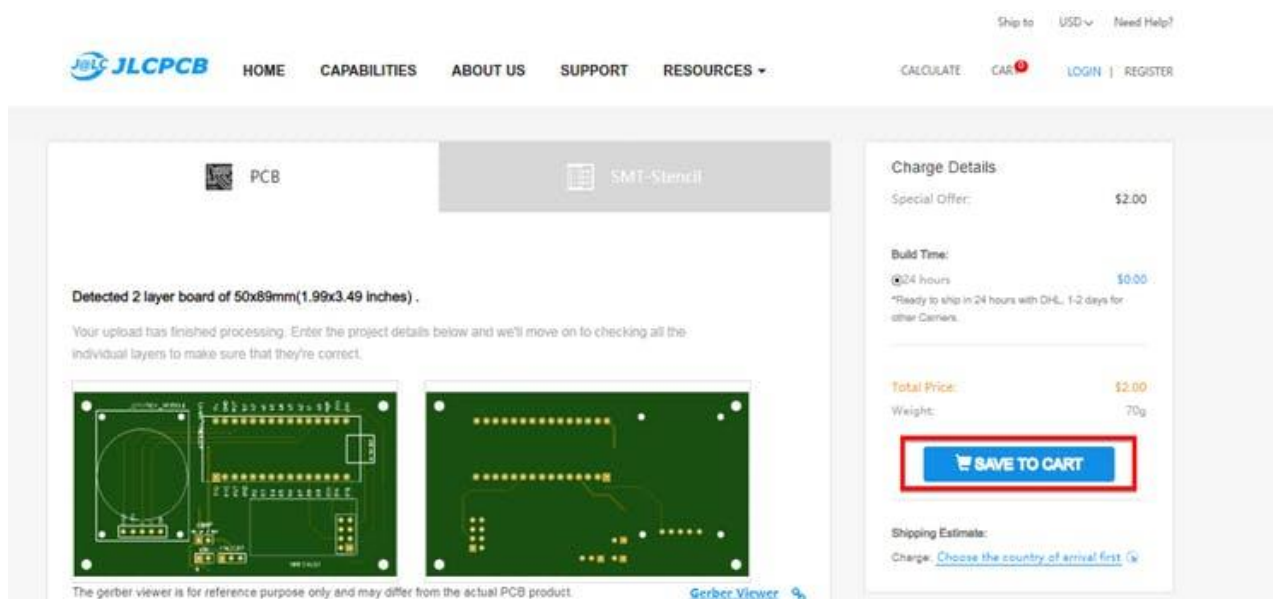 Ship to USD Need Help?
J@LC JLCPCB HOME CAPABILITIES ABOUT US SUPPORT RESOURCES CALCULATE CAR 0 LOGIN | REGISTER
PCB
SMT-Stencil
Detected 2 layer board of 50x89mm(1.99x3.49 inches) .
Your upload has finished processing. Enter the project details below and we'll move on to checking all the
individual layers to make sure that they're correct.
The gerber viewer is for reference purpose only and may differ from the actual PCB product.
Gerber Viewer
Charge Details
Special Offer: $2.00
Build Time:
24 hours $0.00
*Ready to ship in 24 hours with DHL, 1-2 days for
other Carriers.
Total Price: $2.00
Weight: 70g
SAVE TO CART
Shipping Estimate:
Charge: Choose the country of arrival first